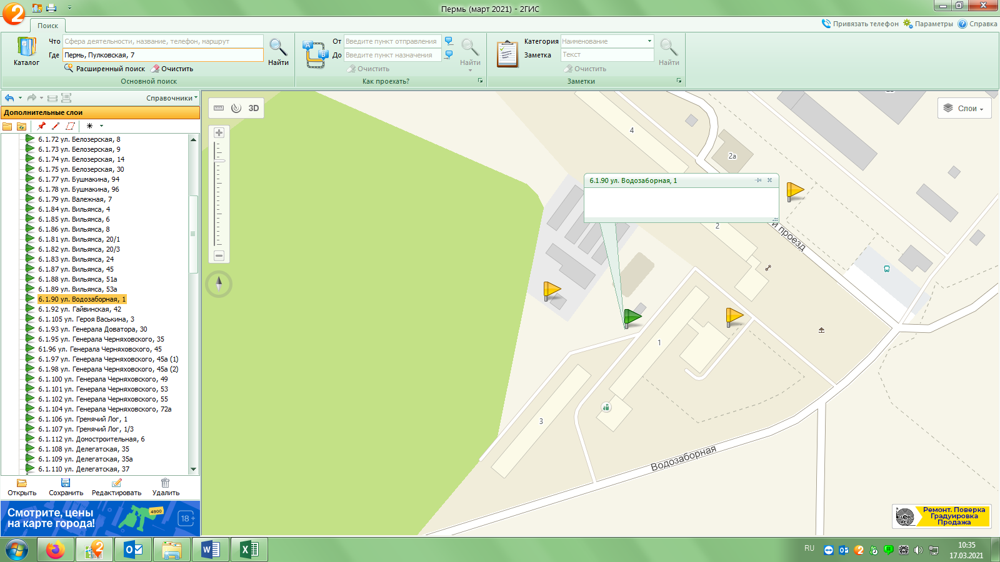 Пермь (март 2021) - 2ГИС
Поиск
Привязать телефон
Параметры
Справка
Каталог
Что
Сфера деятельности, название, телефон, маршрут
Где
Пермь, Пулковская, 7
Расширенный поиск
Очистить
Найти
Основной поиск
От
Введите пункт отправления
До
Введите пункт назначения
Очистить
Найти
Как проехать?
Категория
Наименование
Заметка
Текст
Очистить
Найти
Заметки
Справочники
Дополнительные слои
6.1.72 ул. Белозерская, 8
6.1.73 ул. Белозерская, 9
6.1.74 ул. Белозерская, 14
6.1.75 ул. Белозерская, 30
6.1.77 ул. Бушмакина, 94
6.1.78 ул. Бушмакина, 96
6.1.79 ул. Валежная, 7
6.1.84 ул. Вильямса, 4
6.1.85 ул. Вильямса, 6
6.1.86 ул. Вильямса, 8
6.1.81 ул. Вильямса, 20/1
6.1.82 ул. Вильямса, 20/3
6.1.83 ул. Вильямса, 24
6.1.87 ул. Вильямса, 45
6.1.88 ул. Вильямса, 51а
6.1.89 ул. Вильямса, 53а
6.1.90 ул. Водозаборная, 1
6.1.92 ул. Гайвинская, 42
6.1.105 ул. Героя Васькина, 3
6.1.93 ул. Генерала Доватора, 30
6.1.95 ул. Генерала Черняховского, 35
61.96 ул. Генерала Черняховского, 45
6.1.97 ул. Генерала Черняховского, 45а (1)
6.1.98 ул. Генерала Черняховского, 45а (2)
6.1.100 ул. Генерала Черняховского, 49
6.1.101 ул. Генерала Черняховского, 53
6.1.102 ул. Генерала Черняховского, 55
6.1.104 ул. Генерала Черняховского, 72а
6.1.106 ул. Гремячий Лог, 1
6.1.107 ул. Гремячий Лог, 1/3
6.1.112 ул. Домостроительная, 6
6.1.108 ул. Делегатская, 35
6.1.109 ул. Делегатская, 35а
6.1.110 ул. Делегатская, 37
Открыть
Сохранить
Редактировать
Удалить
Смотрите, цены
на карте города!
4900
18+
3D
Слои
4
2а
6.1.90 ул. Водозаборная, 1
2
й проезд
1
3
Водозаборная
Ремонт. Поверка
Градуировка
Продажа
RU
10:35
17.03.2021